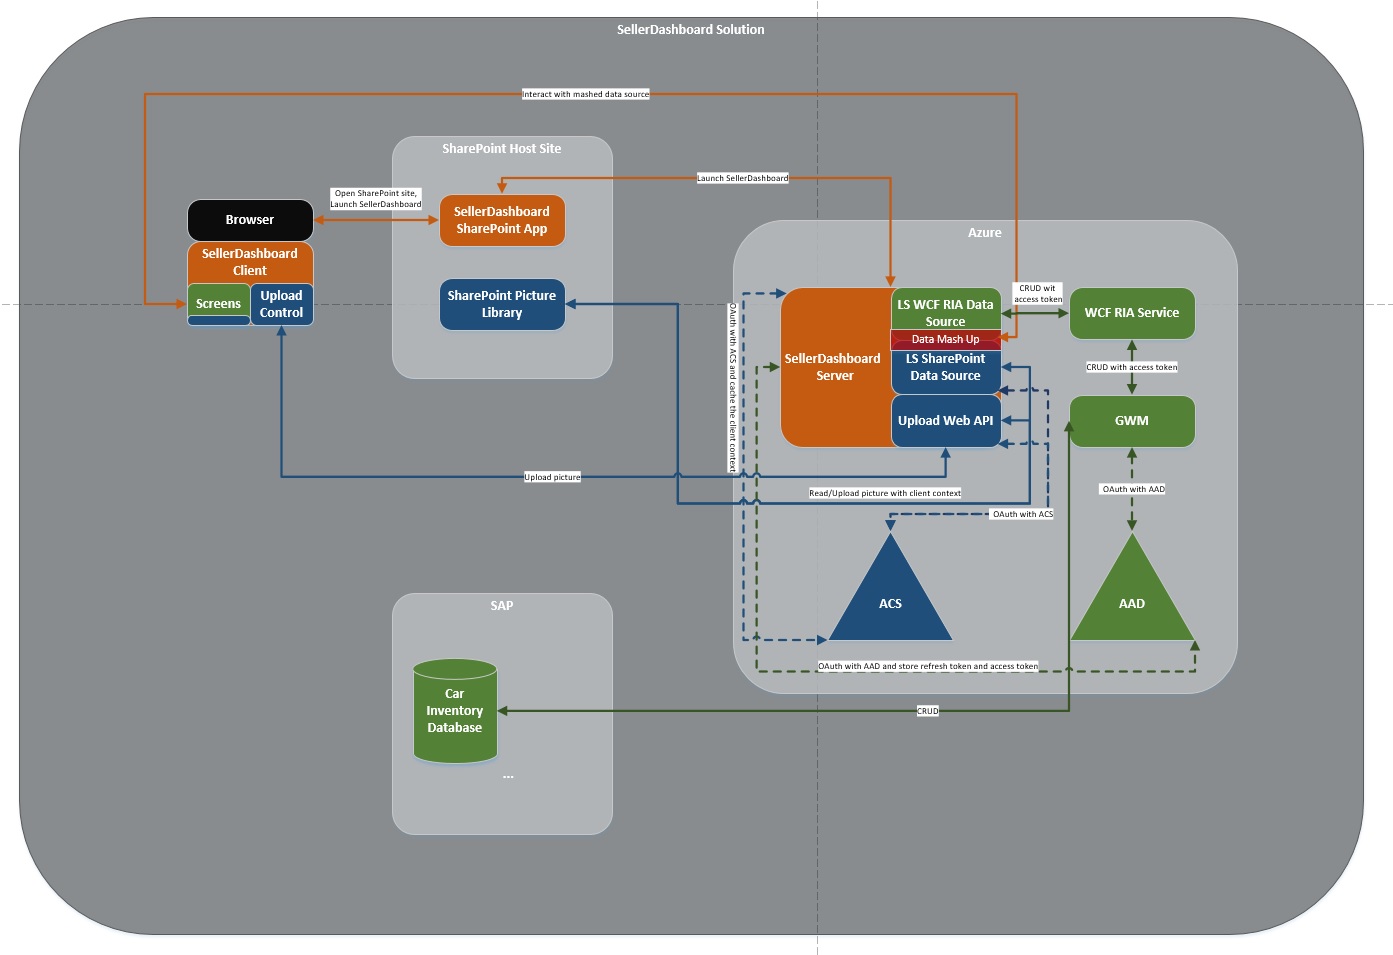 SellerDashboard Solution
Interact with mashed data source
SharePoint Host Site
Launch SellerDashboard
Open SharePoint site,
Launch SellerDashboard
SellerDashboard
SharePoint App
Browser
SellerDashboard
Client
Screens
Upload
Control
SharePoint Picture
Library
Azure
OAuth with ACS and cache the client context
SellerDashboard
Server
LS WCF RIA Data
Source
Data Mash Up
LS SharePoint
Data Source
Upload Web API
CRUD wit
access token
WCF RIA Service
CRUD with access token
GWM
Upload picture
Read/Upload picture with client context
OAuth with AAD
OAuth with ACS
ACS
AAD
OAuth with AAD and store refresh token and access token
SAP
Car
Inventory
Database
CRUD
...